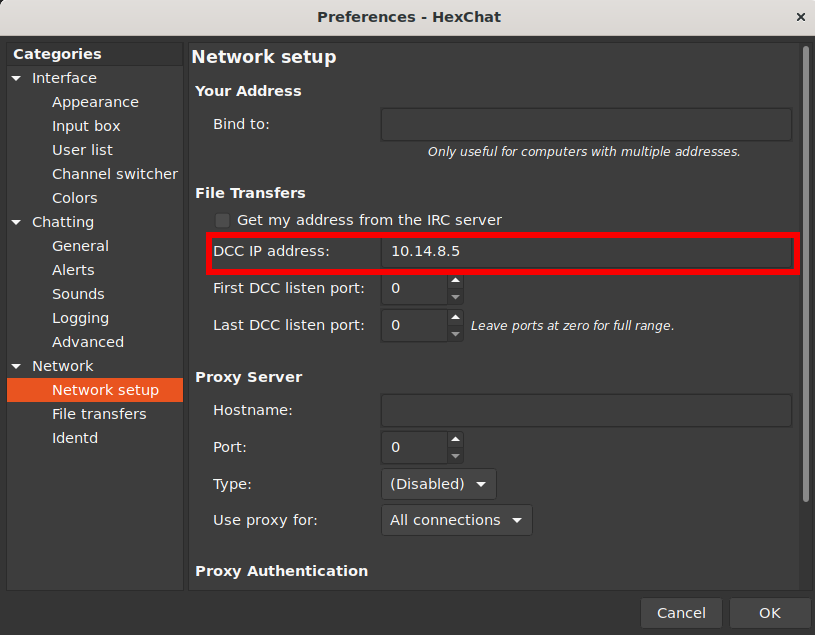 Preferences - HexChat
×
Categories
Interface
Appearance
Input box
User list
Channel switcher
Colors
Chatting
General
Alerts
Sounds
Logging
Advanced
Network
Network setup
File transfers
Identd
Network setup
Your Address
Bind to:
Only useful for computers with multiple addresses.
File Transfers
Get my address from the IRC server
DCC IP address: 10.14.8.5
First DCC listen port: 0
Last DCC listen port: 0 Leave ports at zero for full range.
Proxy Server
Hostname:
Port: 0
Type: (Disabled)
Use proxy for: All connections
Proxy Authentication
Cancel OK